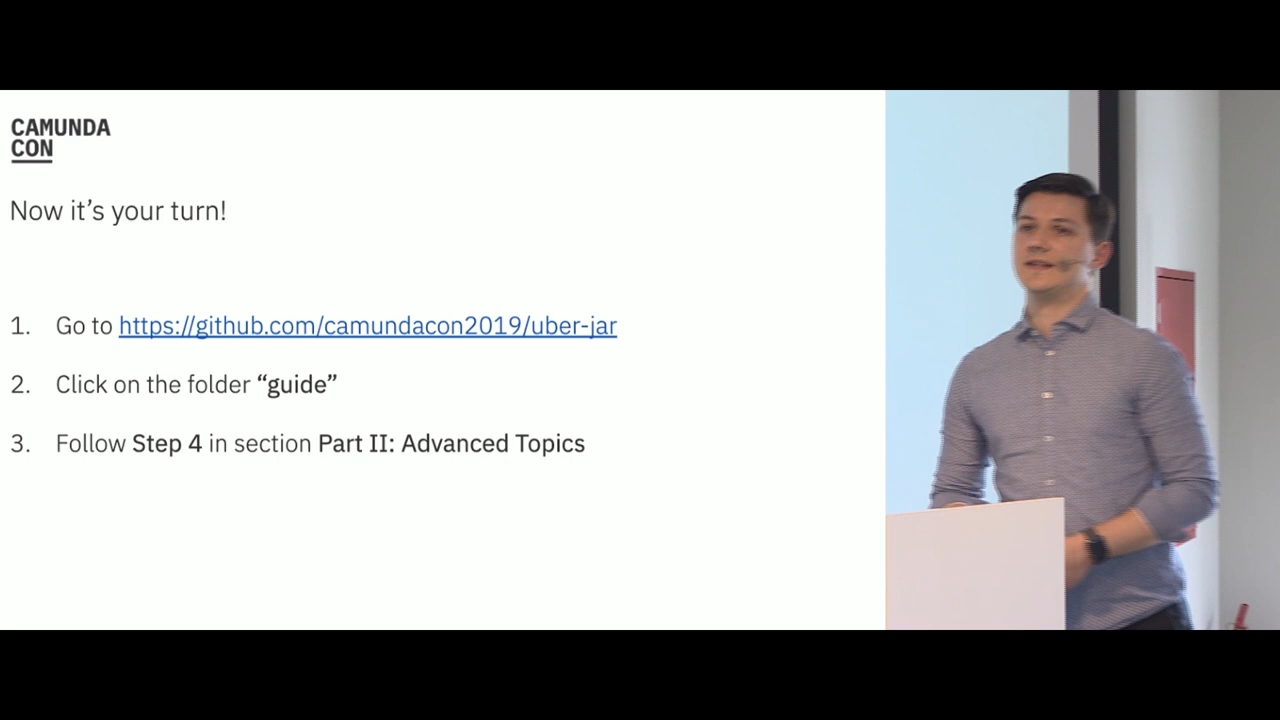 CAMUNDA
CON
Now it’s your turn!
1. Go to https://github.com/camundacon2019/uber-jar
2. Click on the folder “guide”
3. Follow Step 4 in section Part II: Advanced Topics